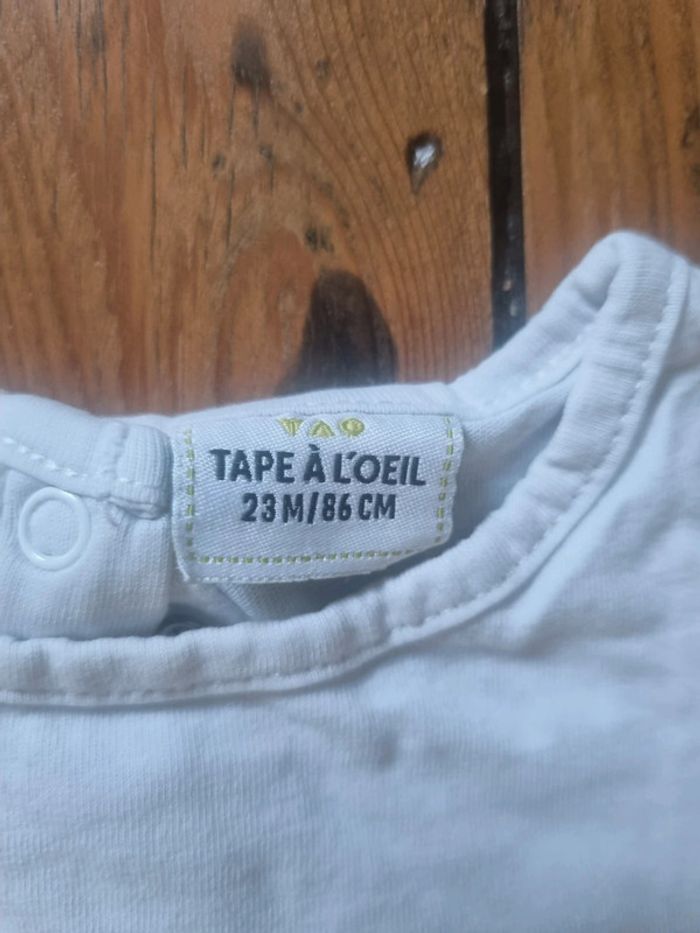 TAO
TAPE À L'OEIL
23 M/86 CM